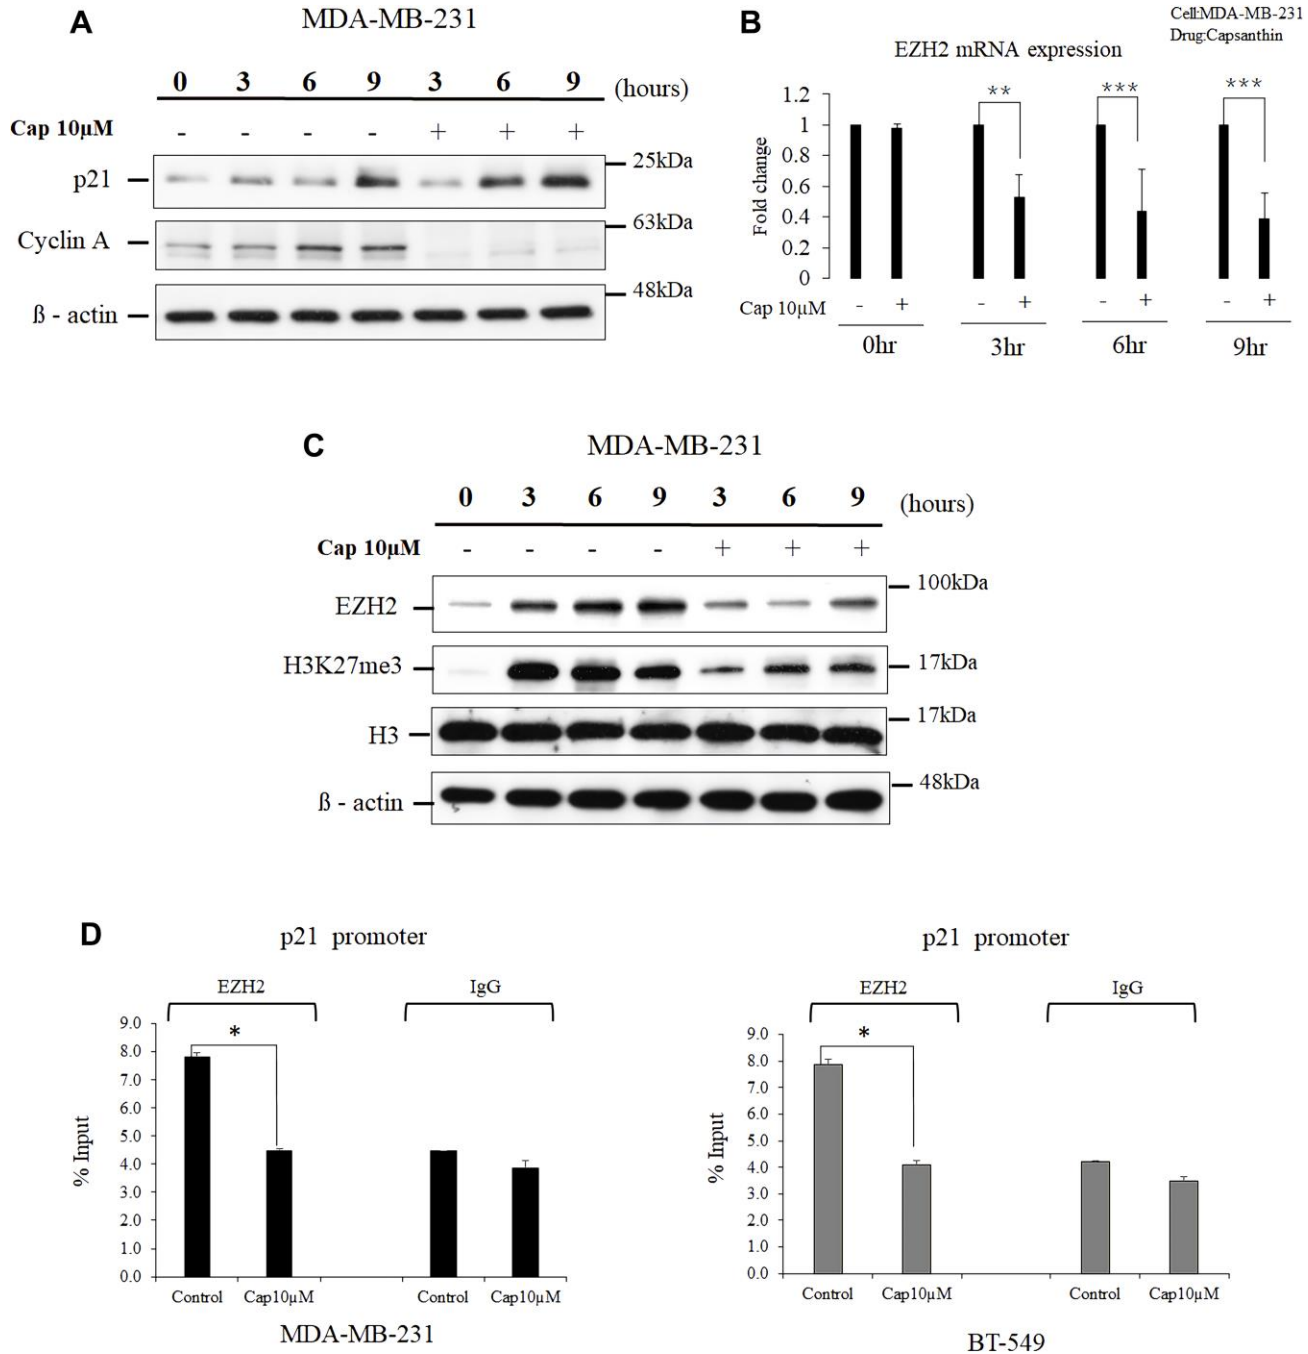 A
MDA-MB-231
0 3 6 9 3 6 9 (hours)
Cap 10µM - - - - + + +
p21
25kDa
Cyclin A
63kDa
ß - actin
48kDa
B
Cell:MDA-MB-231
Drug:Capsanthin
EZH2 mRNA expression
** *** ***
Fold change
1.2
1
0.8
0.6
0.4
0.2
0
Cap 10µM - + - + - + - +
0hr 3hr 6hr 9hr
C
MDA-MB-231
0 3 6 9 3 6 9 (hours)
Cap 10µM - - - - + + +
EZH2
100kDa
H3K27me3
17kDa
H3
17kDa
ß - actin
48kDa
D
p21 promoter
EZH2 IgG
*
% Input
9.0
8.0
7.0
6.0
5.0
4.0
3.0
2.0
1.0
0.0
Control Cap10µM Control Cap10µM
MDA-MB-231
p21 promoter
EZH2 IgG
*
% Input
9.0
8.0
7.0
6.0
5.0
4.0
3.0
2.0
1.0
0.0
Control Cap10µM Control Cap10µM
BT-549